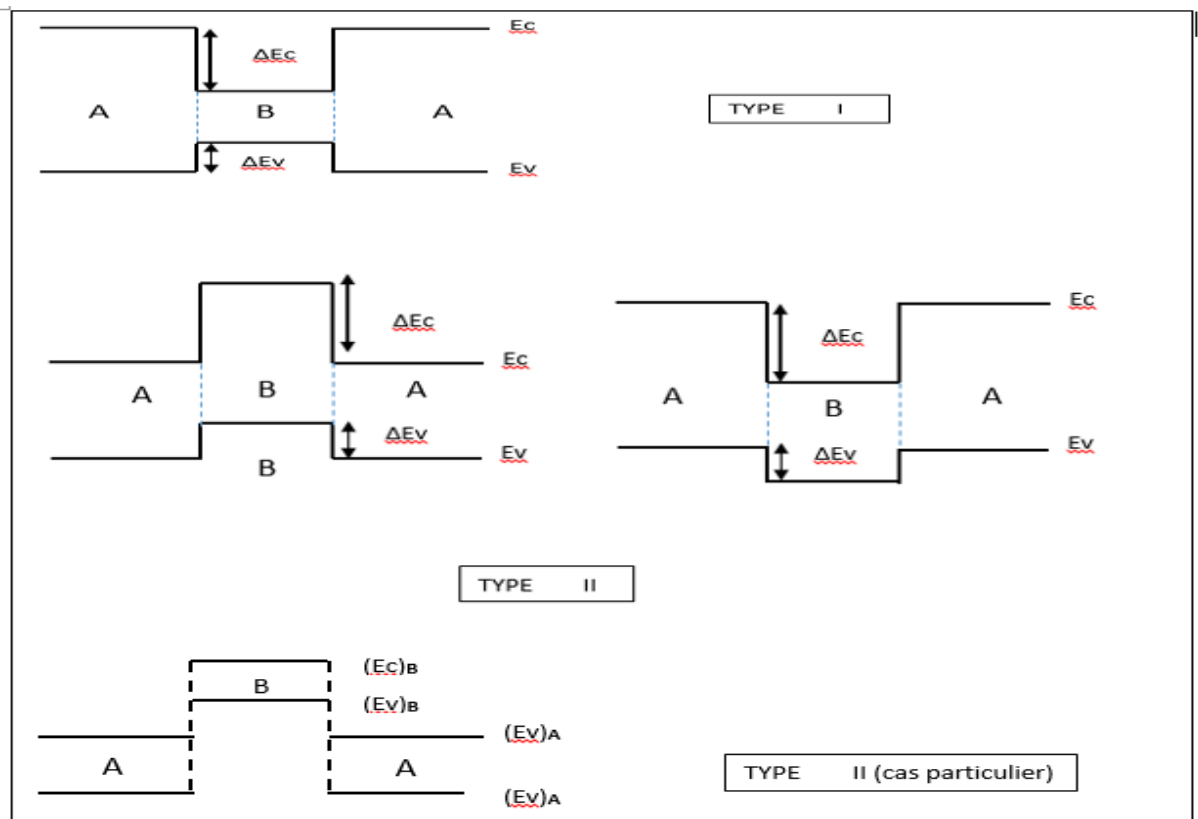 Ec
ΔEc
A B A
TYPE I
ΔEv
Ev
ΔEc
Ec
A B A
ΔEv
Ev
B
Ec
ΔEc
A B A
Ev
ΔEv
TYPE II
(Ec)B
B
(Ev)B
(Ev)A
A A
(Ev)A
TYPE II (cas particulier)